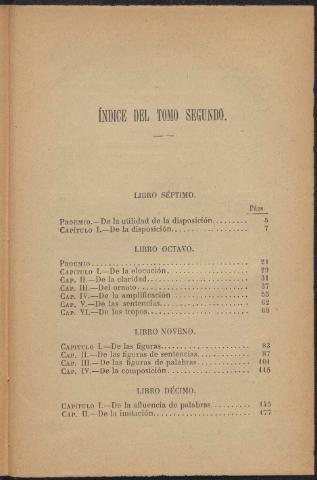 ÍNDICE DEL TOMO SEGUNDO.
LIBRO SÉPTIMO.
Págs.
PROEMIO.—De la utilidad de la disposición......... 5
CAPÍTULO I.—De la disposición.................. 7
LIBRO OCTAVO.
PROEMIO................................. 21
CAPÍTULO I.—De la elocución.................. 29
CAP. II.—De la claridad........................ 31
CAP. III.—Del ornato......................... 37
CAP. IV.—De la amplificación.................. 55
CAP. V.—De las sentencias..................... 62
CAP. VI.—De los tropos........................ 68
LIBRO NOVENO.
CAPÍTULO I.—De las figuras..................... 83
CAP. II.—De las figuras de sentencias............ 87
CAP. III.—De las figuras de palabras............. 101
CAP. IV.—De la composición.................... 118
LIBRO DÉCIMO.
CAPÍTULO I.—De la afluencia de palabras......... 145
CAP. II.—De la imitación...................... 177